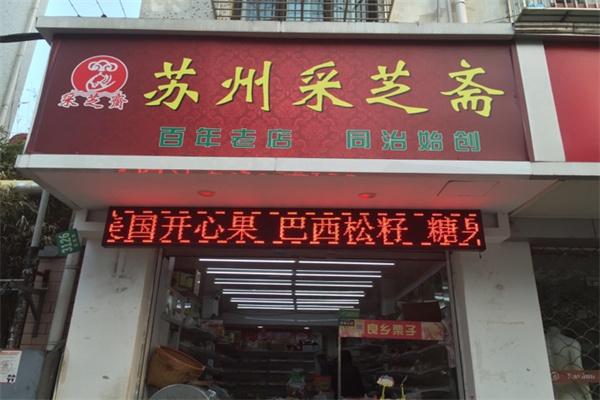 苏州采芝斋
采芝斋
百年老店 同治始创
美国开心果 巴西松籽 糖
良乡栗子